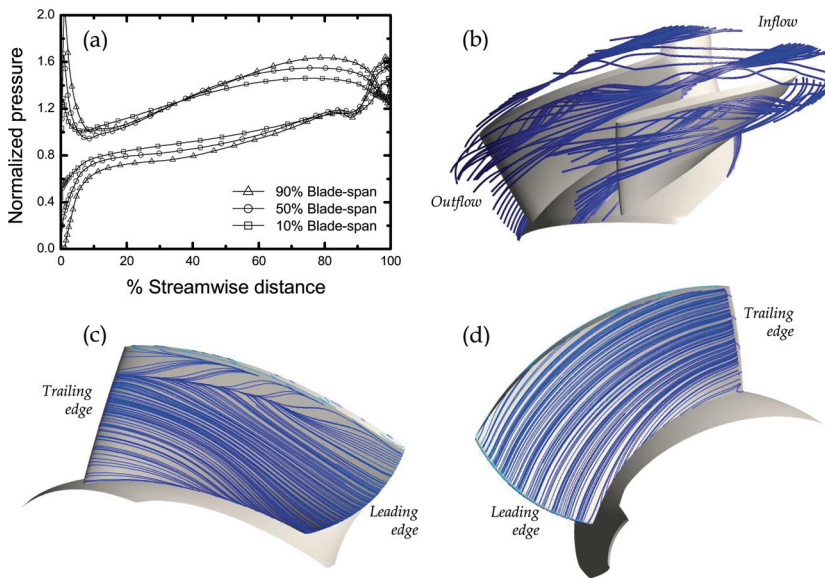 (a)
Normalized pressure
2.0
1.6
1.2
0.8
0.4
0.0
0
20
40
60
80
100
% Streamwise distance
90% Blade-span
50% Blade-span
10% Blade-span
(b)
Inflow
Outflow
(c)
Trailing
edge
Leading
edge
(d)
Trailing
edge
Leading
edge